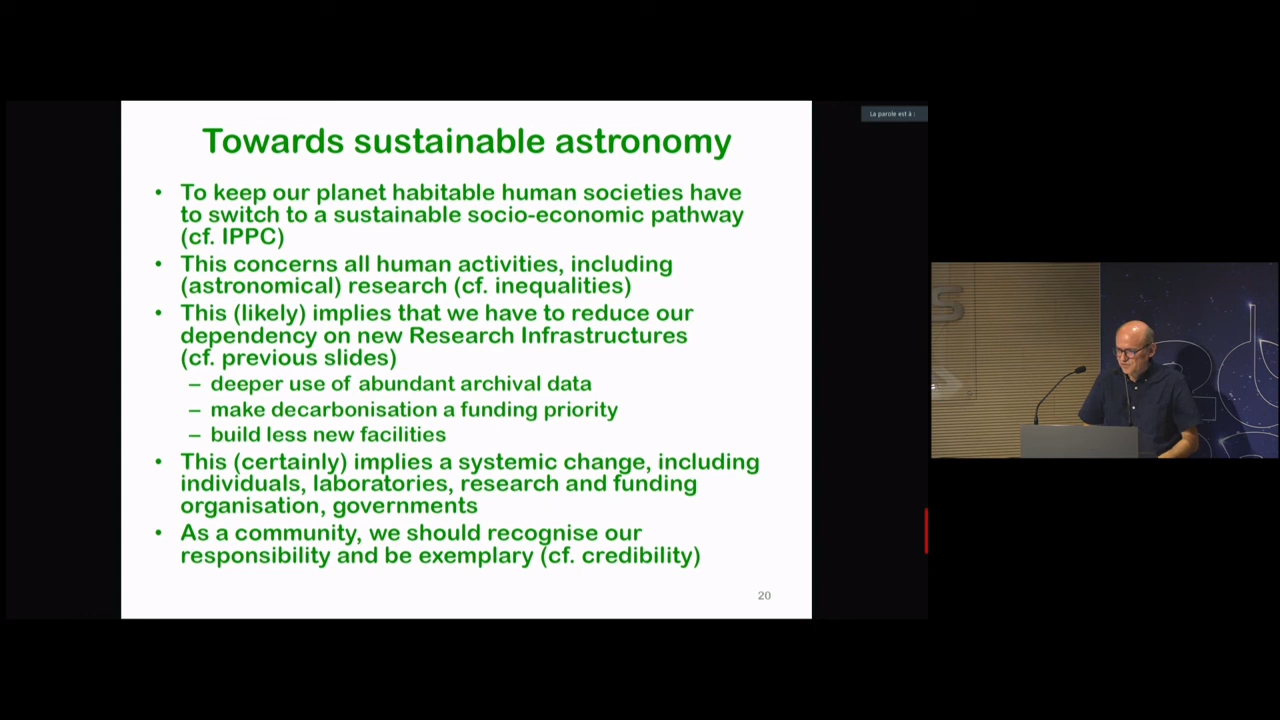 Towards sustainable astronomy
• To keep our planet habitable human societies have
to switch to a sustainable socio-economic pathway
(cf. IPPC)
• This concerns all human activities, including
(astronomical) research (cf. inequalities)
• This (likely) implies that we have to reduce our
dependency on new Research Infrastructures
(cf. previous slides)
– deeper use of abundant archival data
– make decarbonisation a funding priority
– build less new facilities
• This (certainly) implies a systemic change, including
individuals, laboratories, research and funding
organisation, governments
• As a community, we should recognise our
responsibility and be exemplary (cf. credibility)
20
La parole est à :